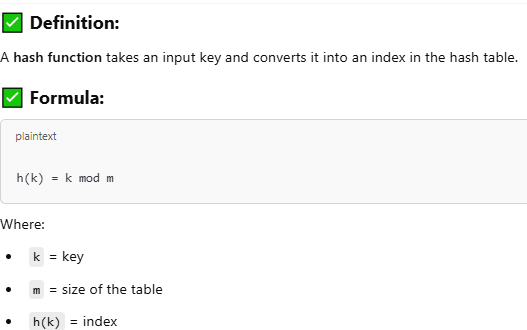 ✅ Definition:
A hash function takes an input key and converts it into an index in the hash table.
✅ Formula:
plaintext
h(k) = k mod m
Where:
• k = key
• m = size of the table
• h(k) = index